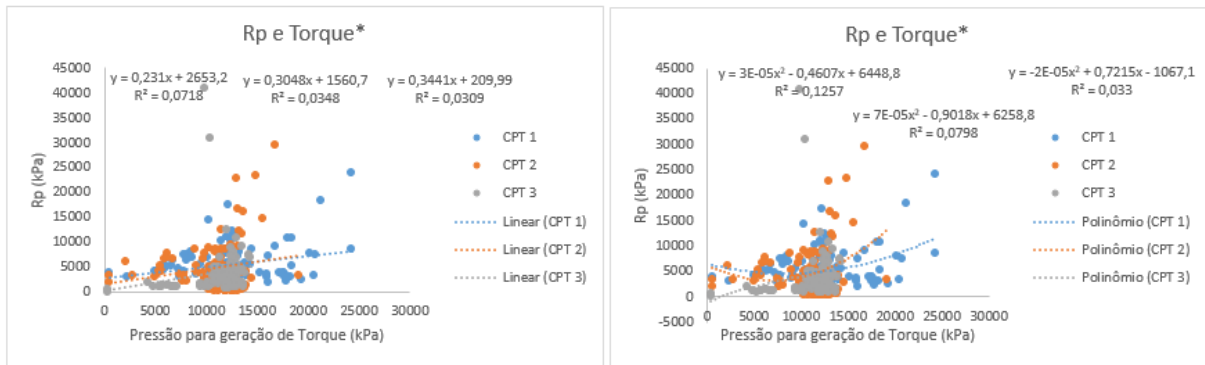 Rp e Torque*
y = 0,231x + 2653,2
R² = 0,0718
y = 0,3048x + 1560,7
R² = 0,0348
y = 0,3441x + 209,99
R² = 0,0309
45000
40000
35000
30000
25000
20000
15000
10000
5000
0
Rp (kPa)
0 5000 10000 15000 20000 25000 30000
Pressão para geração de Torque (kPa)
CPT 1
CPT 2
CPT 3
Linear (CPT 1)
Linear (CPT 2)
Linear (CPT 3)
Rp e Torque*
y = 3E-05x² - 0,4607x + 6448,8
R² = 0,1257
y = -2E-05x² + 0,7215x - 1067,1
R² = 0,033
y = 7E-05x² - 0,9018x + 6258,8
R² = 0,0798
45000
40000
35000
30000
25000
20000
15000
10000
5000
0
-5000
Rp (kPa)
0 5000 10000 15000 20000 25000 30000
Pressão para geração de Torque (kPa)
CPT 1
CPT 2
CPT 3
Polinômio (CPT 1)
Polinômio (CPT 2)
Polinômio (CPT 3)